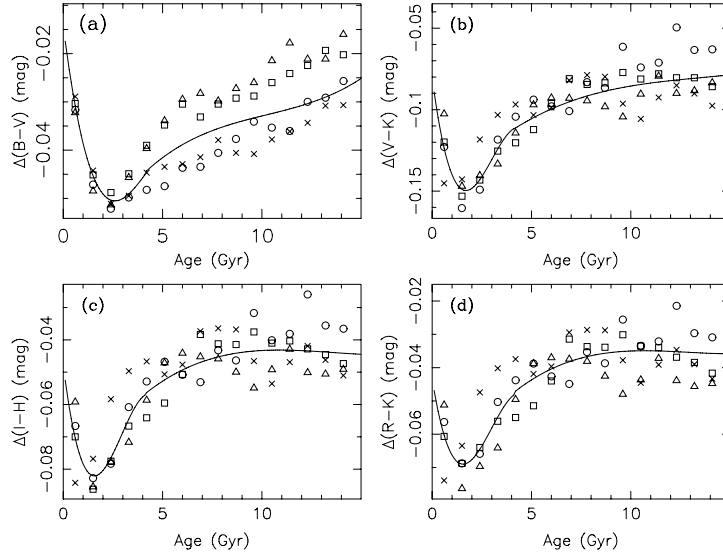 (a)
−0.02
−0.04
Δ(B−V) (mag)
0
5
10
Age (Gyr)
(b)
−0.05
−0.1
−0.15
Δ(V−K) (mag)
0
5
10
Age (Gyr)
(c)
−0.04
−0.06
−0.08
Δ(I−H) (mag)
0
5
10
Age (Gyr)
(d)
−0.02
−0.04
−0.06
Δ(R−K) (mag)
0
5
10
Age (Gyr)